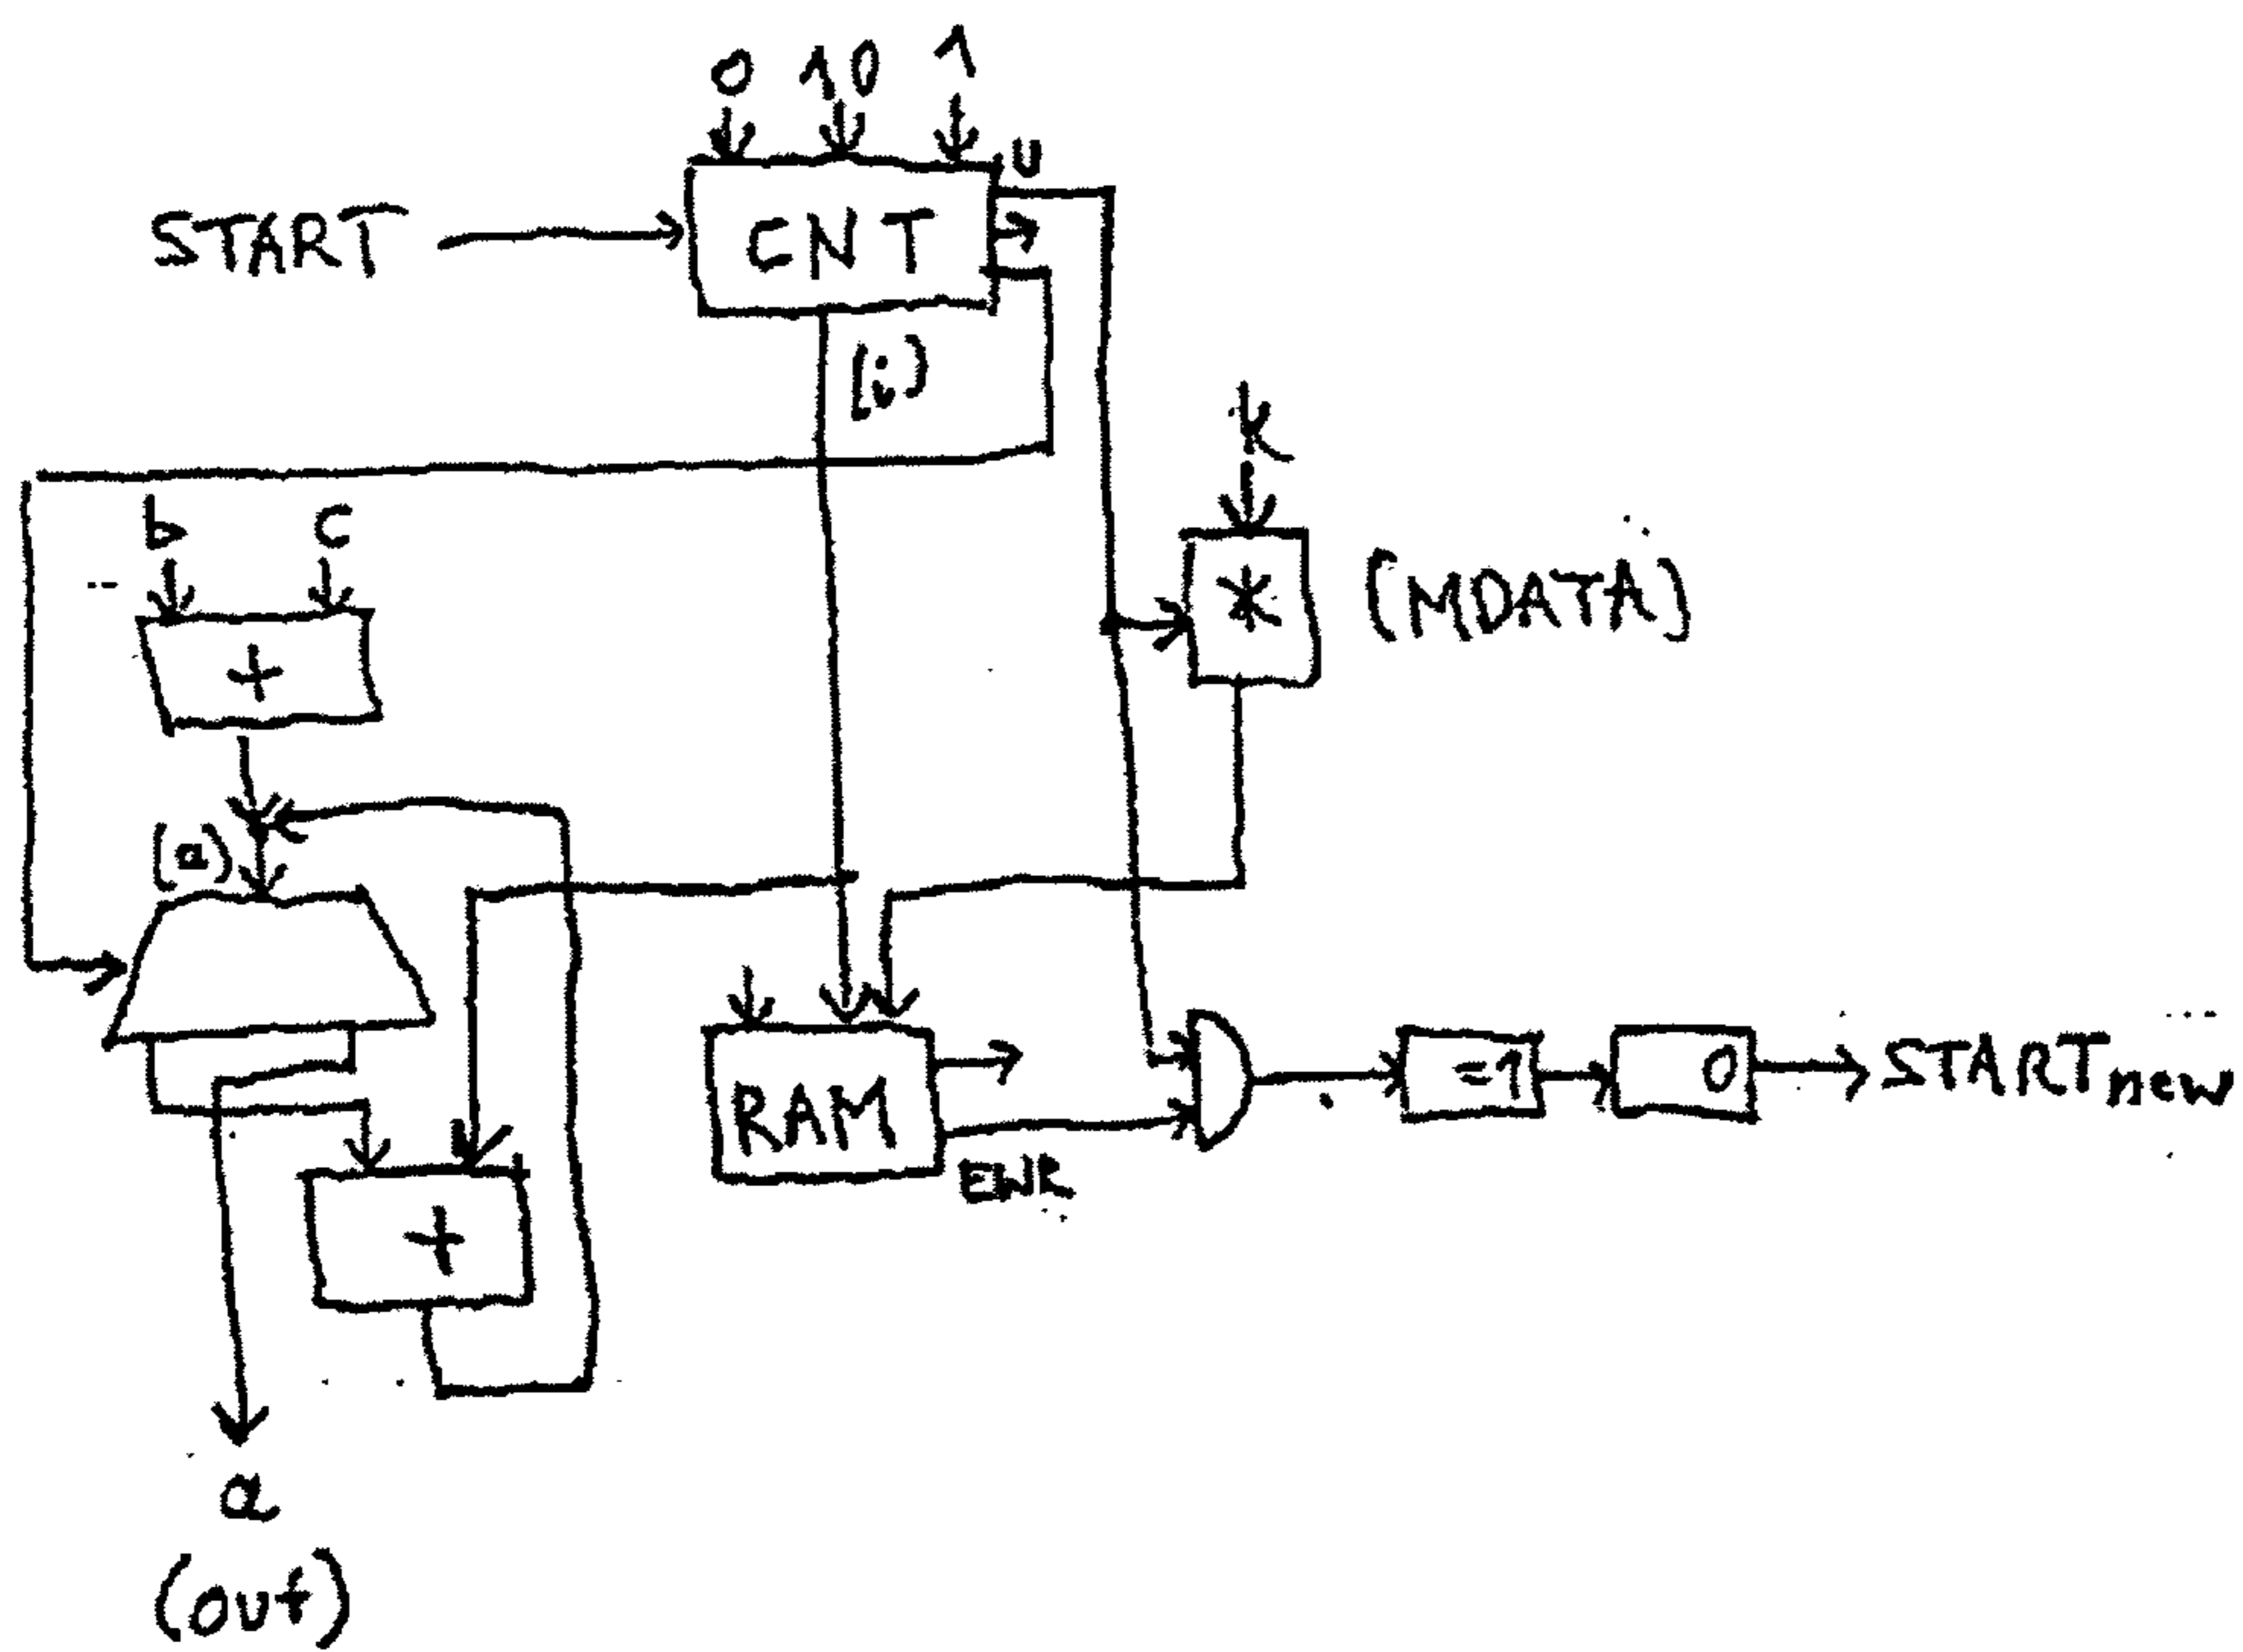 0 10 1
U
START CNT
(i)
k
b c
* (MDATA)
+
(a)
RAM =1 0 STARTnew
EWR
+
a
(out)